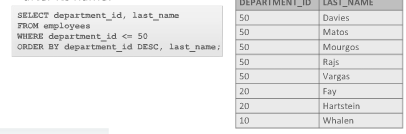 SELECT department_id, last_name
FROM employees
WHERE department_id <= 50
ORDER BY department_id DESC, last_name;
DEPARTMENT_ID LAST_NAME
50 Davies
50 Matos
50 Mourgos
50 Rajs
50 Vargas
20 Fay
20 Hartstein
10 Whalen